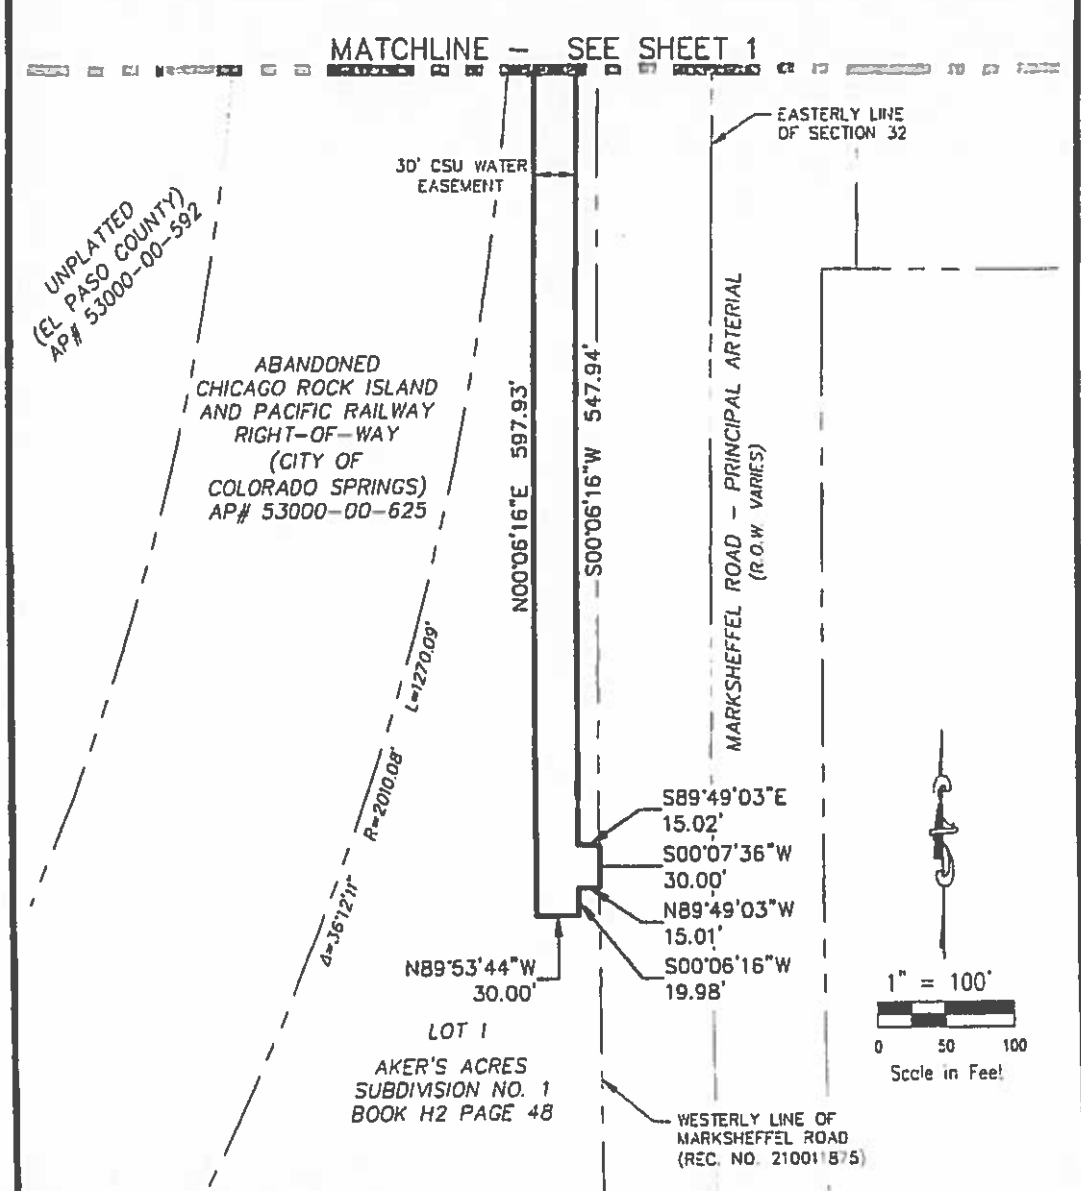 MATCHLINE - SEE SHEET 1
EASTERLY LINE
OF SECTION 32
30' CSU WATER
EASEMENT
UNPLATTED
(EL PASO COUNTY)
AP# 53000-00-592
ABANDONED
CHICAGO ROCK ISLAND
AND PACIFIC RAILWAY
RIGHT-OF-WAY
(CITY OF
COLORADO SPRINGS)
AP# 53000-00-625
N00°06'16"E 597.93'
S00°06'16"W 547.94'
MARKSHEFFEL ROAD - PRINCIPAL ARTERIAL
(R.O.W. VARIES)
L=1270.09'
R=2010.08'
Δ=36°12'11"
S89°49'03"E
15.02'
S00°07'36"W
30.00'
N89°49'03"W
15.01'
S00°06'16"W
19.98'
N89°53'44"W
30.00'
LOT 1
AKER'S ACRES
SUBDIVISION NO. 1
BOOK H2 PAGE 48
1" = 100'
0 50 100
Scale in Feet
WESTERLY LINE OF
MARKSHEFFEL ROAD
(REC. NO. 210011875)